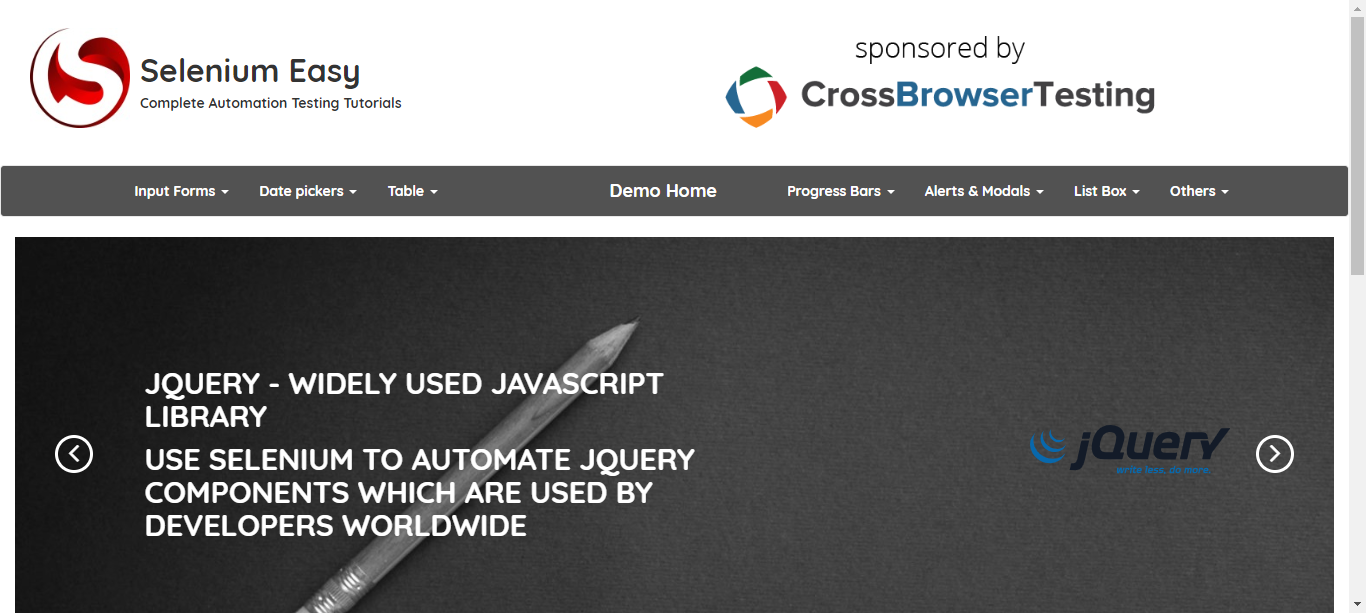 Selenium Easy
Complete Automation Testing Tutorials
sponsored by
CrossBrowserTesting
Input Forms
Date pickers
Table
Demo Home
Progress Bars
Alerts & Modals
List Box
Others
JQUERY - WIDELY USED JAVASCRIPT
LIBRARY
USE SELENIUM TO AUTOMATE JQUERY
COMPONENTS WHICH ARE USED BY
DEVELOPERS WORLDWIDE
jQuery
write less. do more.